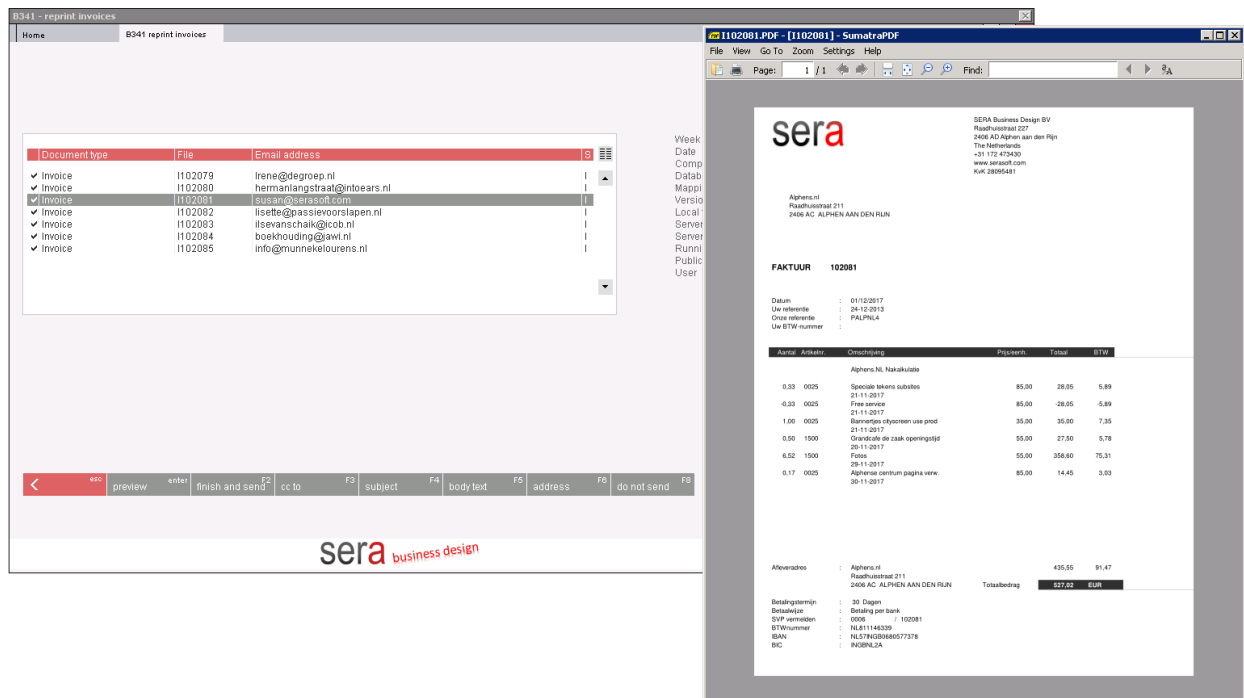 B341 - reprint invoices
Home B341 reprint invoices
Document type File Email address S
Invoice I102079 Irene@degroep.nl I
Invoice I102080 hermanlangstraat@intoears.nl I
Invoice I102081 susan@serasoft.com I
Invoice I102082 lisette@passievoorslapen.nl I
Invoice I102083 ilsevanschaik@icob.nl I
Invoice I102084 boekhouding@jawi.nl I
Invoice I102085 info@munnekelourens.nl I
Week
Date
Comp
Datab
Mappi
Versio
Local
Server
Server
Runni
Public
User
esc preview enter finish and send F2 cc to F3 subject F4 body text F5 address F6 do not send F8
sera business design
I102081.PDF - [I102081] - SumatraPDF
File View Go To Zoom Settings Help
Page: 1 / 1 Find:
sera
SERA Business Design BV
Raadhuisstraat 227
2406 AD Alphen aan den Rijn
The Netherlands
+31 172 473430
www.serasoft.com
KvK 28095481
Alphens.nl
Raadhuisstraat 211
2406 AC ALPHEN AAN DEN RIJN
FAKTUUR 102081
Datum : 01/12/2017
Uw referentie : 24-12-2013
Onze referentie : PALPNL4
Uw BTW-nummer :
Aantal Artikelnr. Omschrijving Prijs/eenh. Totaal BTW
Alphens.NL Nakalkulatie
0,33 0025 Speciale tekens subsites 85,00 28,05 5,89
21-11-2017
-0,33 0025 Free service 85,00 -28,05 -5,89
21-11-2017
1,00 0025 Bannertjes cityscreen use prod 35,00 35,00 7,35
21-11-2017
0,50 1500 Grandcafe de zaak openingstijd 55,00 27,50 5,78
20-11-2017
6,52 1500 Fotos 55,00 358,60 75,31
29-11-2017
0,17 0025 Alphense centrum pagina verw. 85,00 14,45 3,03
30-11-2017
Afleveradres : Alphens.nl 435,55 91,47
Raadhuisstraat 211
2406 AC ALPHEN AAN DEN RIJN Totaalbedrag 527,02 EUR
Betalingstermijn : 30 Dagen
Betaalwijze : Betaling per bank
SVP vermelden : 0006 / 102081
BTWnummer : NL811146339
IBAN : NL57INGB0680577378
BIC : INGBNL2A